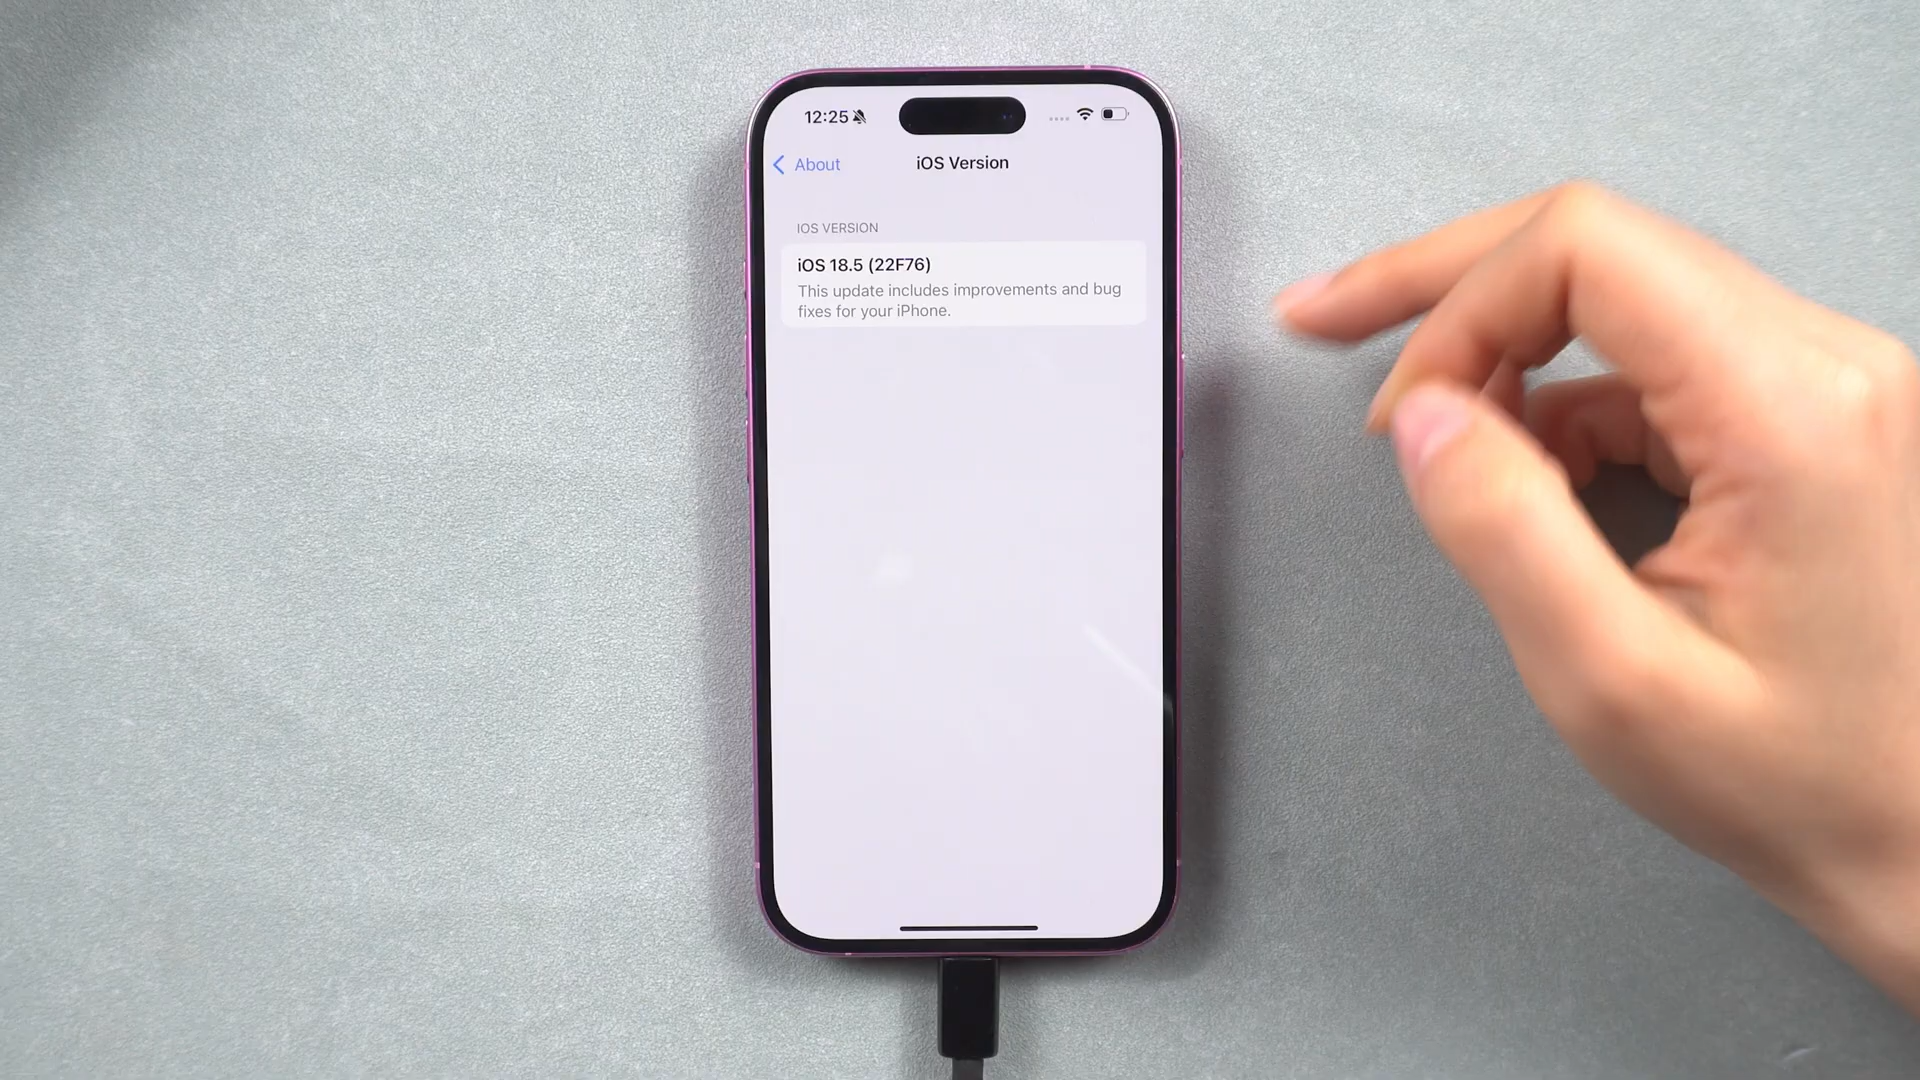 12:25
About
iOS Version
IOS VERSION
iOS 18.5 (22F76)
This update includes improvements and bug
fixes for your iPhone.